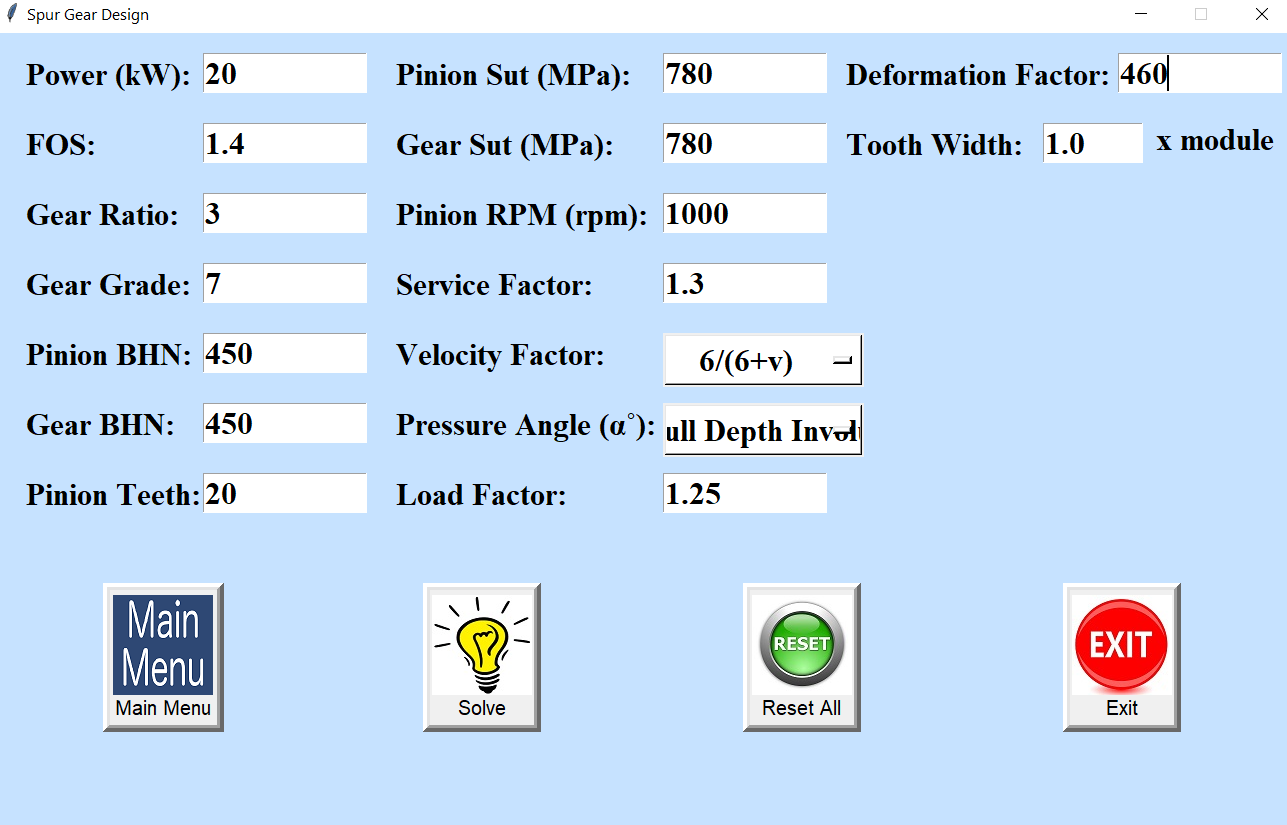 Spur Gear Design
Power (kW): 20 Pinion Sut (MPa): 780 Deformation Factor: 460
FOS: 1.4 Gear Sut (MPa): 780 Tooth Width: 1.0 x module
Gear Ratio: 3 Pinion RPM (rpm): 1000
Gear Grade: 7 Service Factor: 1.3
Pinion BHN: 450 Velocity Factor: 6/(6+v)
Gear BHN: 450 Pressure Angle (α°): ull Depth Invol
Pinion Teeth: 20 Load Factor: 1.25
Main
Menu
Main Menu
Solve
RESET
Reset All
EXIT
Exit